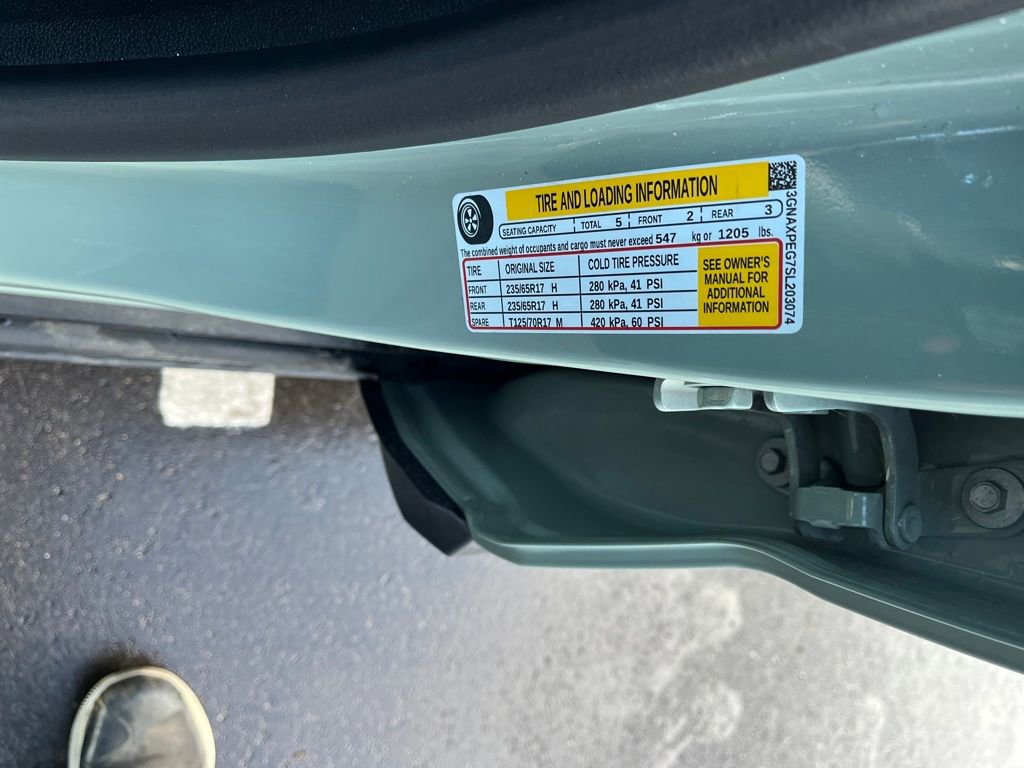 TIRE AND LOADING INFORMATION
SEATING CAPACITY TOTAL 5 FRONT 2 REAR 3
The combined weight of occupants and cargo must never exceed 547 kg or 1205 lbs.
TIRE ORIGINAL SIZE COLD TIRE PRESSURE
FRONT 235/65R17 H 280 kPa, 41 PSI
REAR 235/65R17 H 280 kPa, 41 PSI
SPARE T125/70R17 M 420 kPa, 60 PSI
SEE OWNER'S
MANUAL FOR
ADDITIONAL
INFORMATION
3GNAXPEG7SL203074